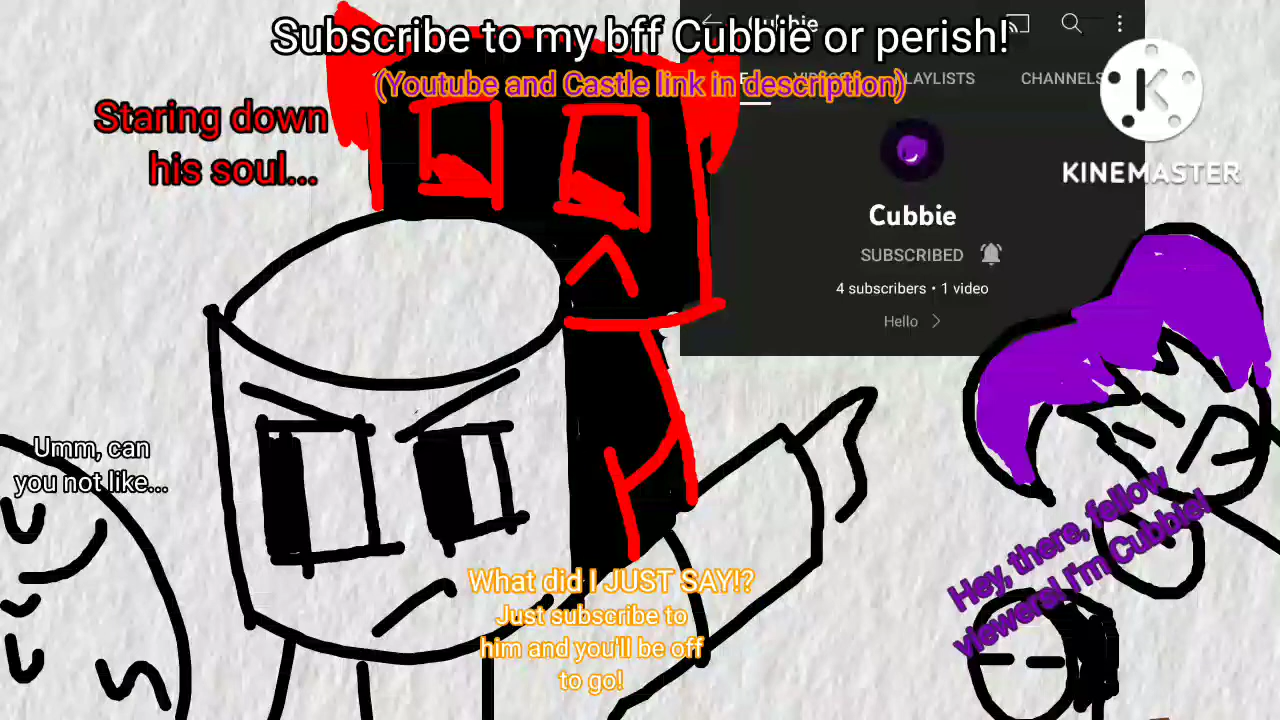 Subscribe to my bff Cubbie or perish!
Cubbie
(Youtube and Castle link in description)
PLAYLISTS
CHANNELS
Staring down
his soul...
K
KINEMASTER
Cubbie
SUBSCRIBED
4 subscribers • 1 video
Hello
Umm, can
you not like...
Hey, there, fellow
viewers! I'm Cubbie!
What did I JUST SAY!?
Just subscribe to
him and you'll be off
to go!